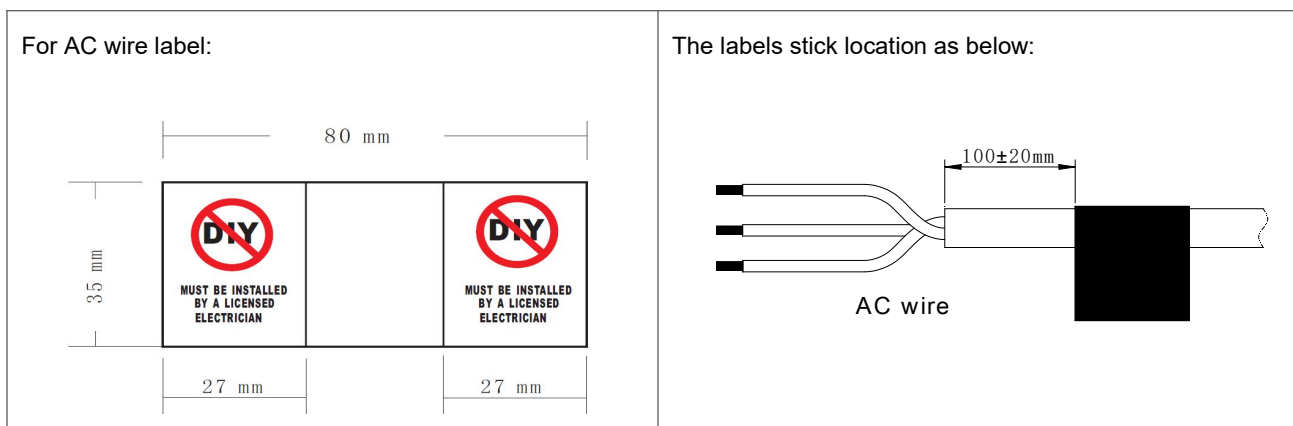 For AC wire label:
80 mm
35 mm
DIY
MUST BE INSTALLED
BY A LICENSED
ELECTRICIAN
DIY
MUST BE INSTALLED
BY A LICENSED
ELECTRICIAN
27 mm
27 mm
The labels stick location as below:
100±20mm
AC wire